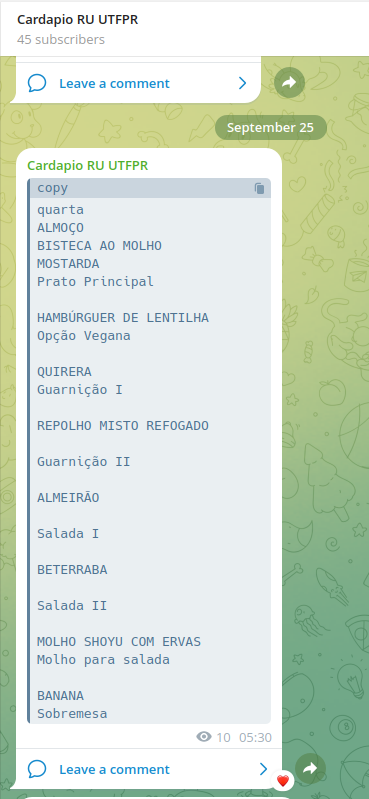 Cardapio RU UTFPR
45 subscribers
Leave a comment
September 25
Cardapio RU UTFPR
copy
quarta
ALMOÇO
BISTECA AO MOLHO
MOSTARDA
Prato Principal
HAMBÚRGUER DE LENTILHA
Opção Vegana
QUIRERA
Guarnição I
REPOLHO MISTO REFOGADO
Guarnição II
ALMEIRÃO
Salada I
BETERRABA
Salada II
MOLHO SHOYU COM ERVAS
Molho para salada
BANANA
Sobremesa
10 05:30
Leave a comment